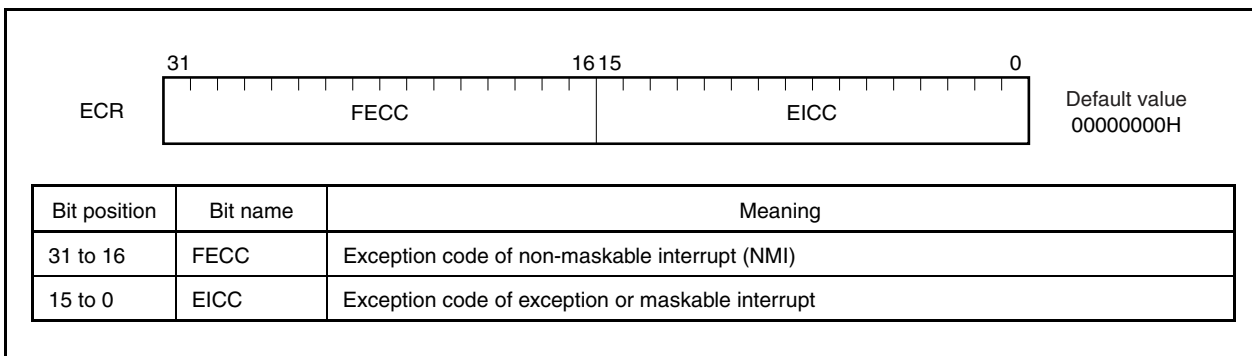 31 16 15 0
ECR FECC EICC Default value
00000000H
Bit position Bit name Meaning
31 to 16 FECC Exception code of non-maskable interrupt (NMI)
15 to 0 EICC Exception code of exception or maskable interrupt